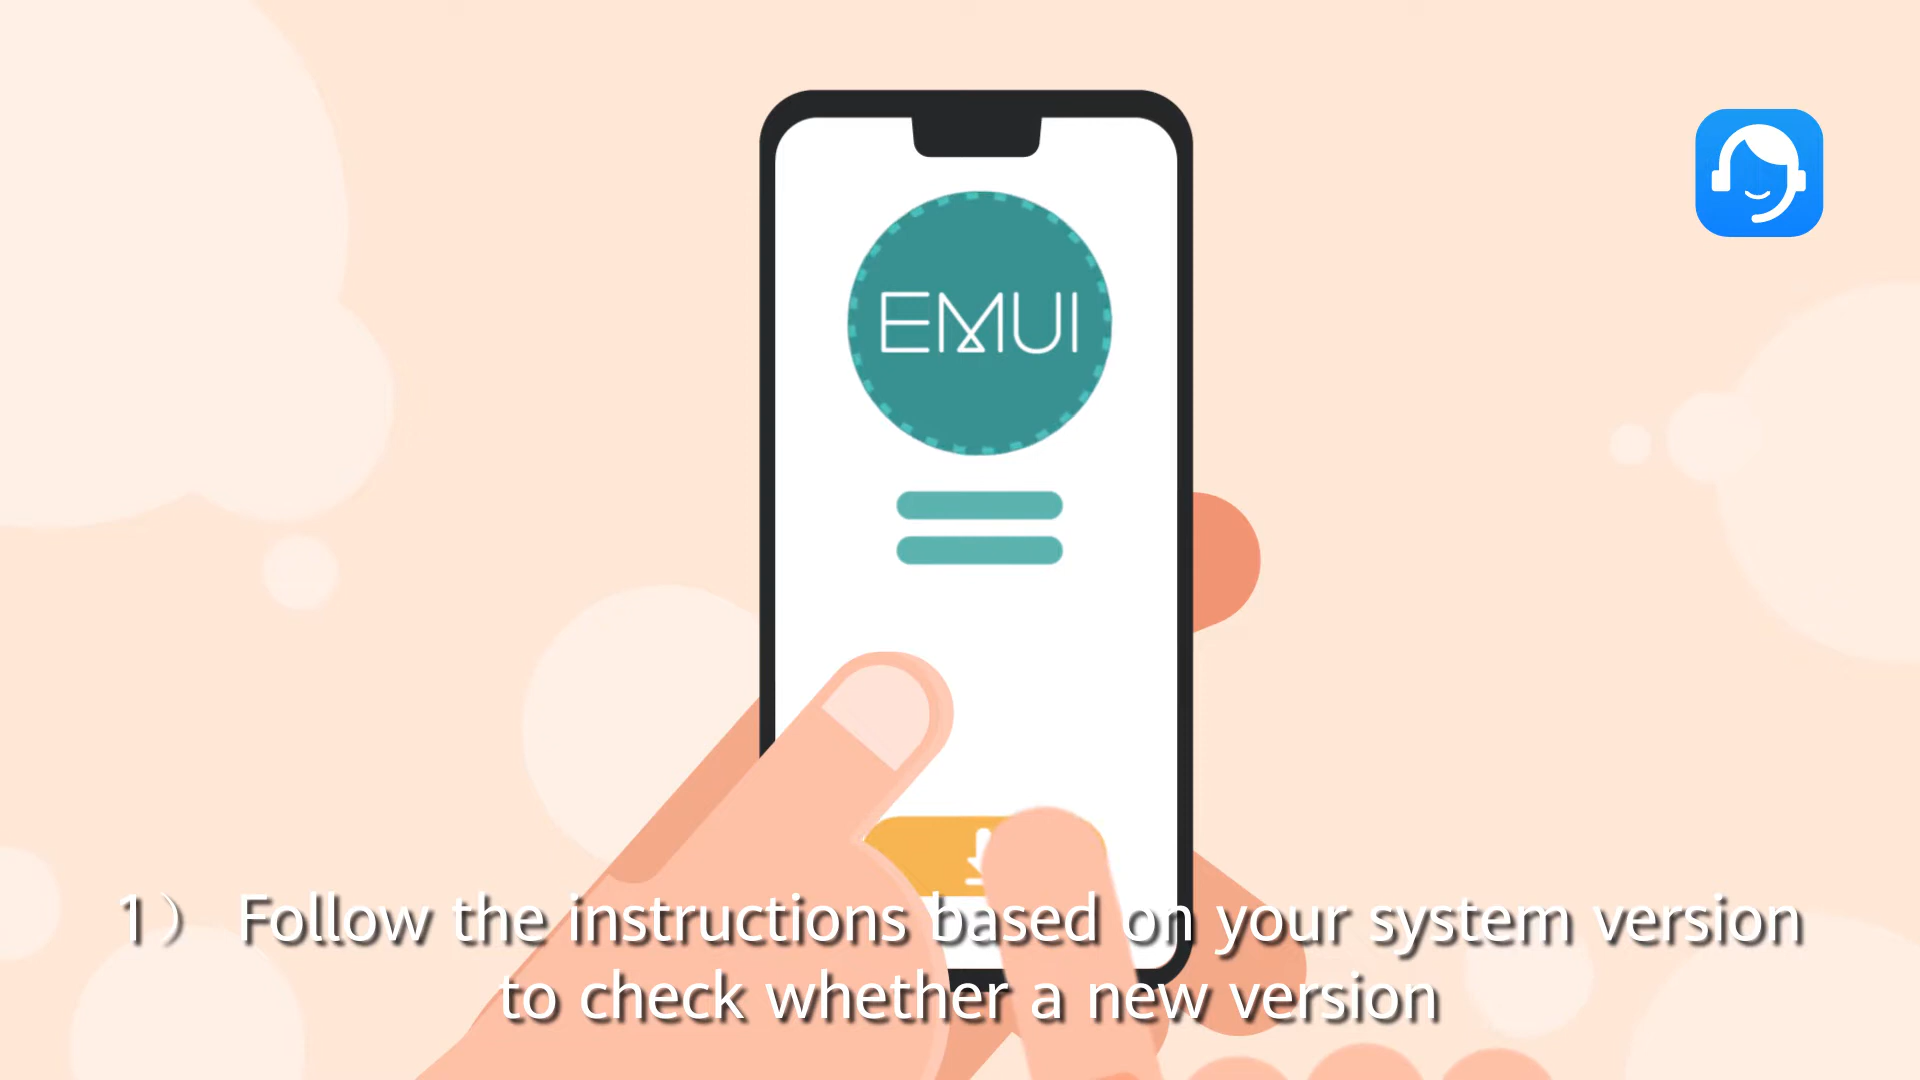 EMUI
1） Follow the instructions based on your system version
to check whether a new version